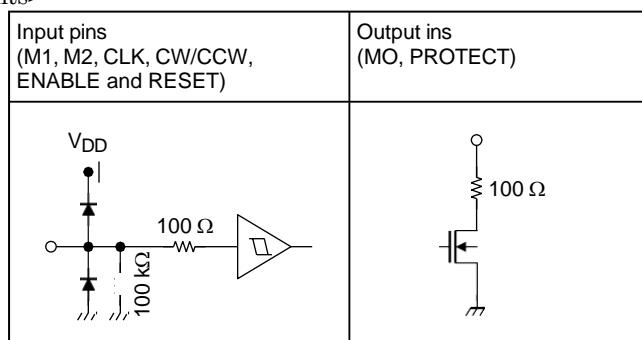 Input pins
(M1, M2, CLK, CW/CCW,
ENABLE and RESET)
Output ins
(MO, PROTECT)
VDD
100 Ω
100 kΩ
100 Ω